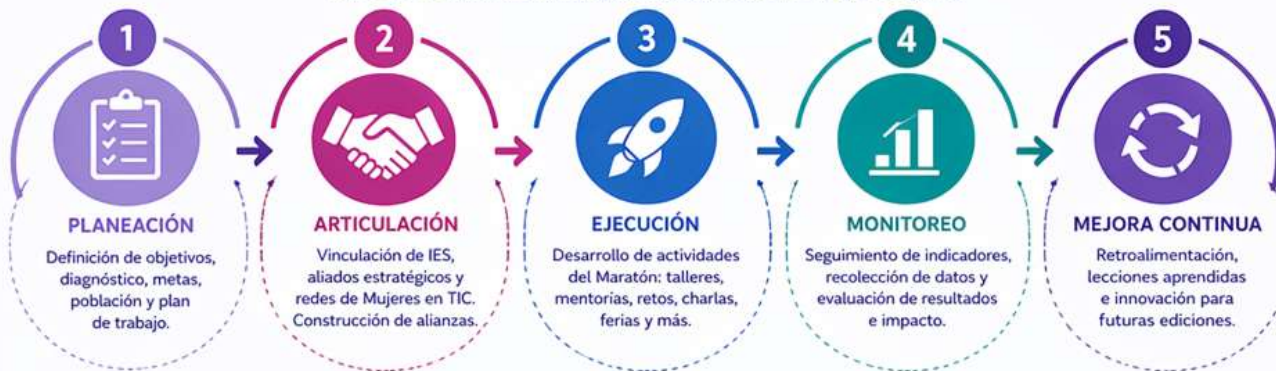 1
PLANEACIÓN
Definición de objetivos,
diagnóstico, metas,
población y plan
de trabajo.
2
ARTICULACIÓN
Vinculación de IES,
aliados estratégicos y
redes de Mujeres en TIC.
Construcción de alianzas.
3
EJECUCIÓN
Desarrollo de actividades
del Maratón: talleres,
mentorías, retos, charlas,
ferias y más.
4
MONITOREO
Seguimiento de indicadores,
recolección de datos y
evaluación de resultados
e impacto.
5
MEJORA CONTINUA
Retroalimentación,
lecciones aprendidas
e innovación para
futuras ediciones.